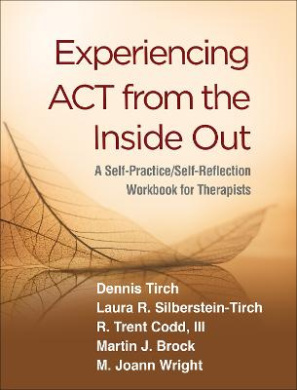 Experiencing
ACT from the
Inside Out
A Self-Practice/Self-Reflection
Workbook for Therapists
Dennis Tirch
Laura R. Silberstein-Tirch
R. Trent Codd, III
Martin J. Brock
M. Joann Wright